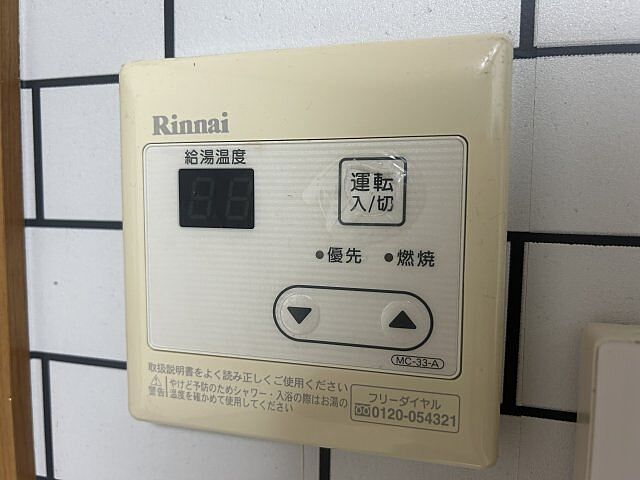 Rinnai
給湯温度
運転
入/切
優先 燃焼
MC-33-A
取扱説明書をよく読み正しくご使用ください
警告 やけど予防のためシャワー・入浴の際はお湯の
温度を確かめて使用してください
フリーダイヤル
0120-054321